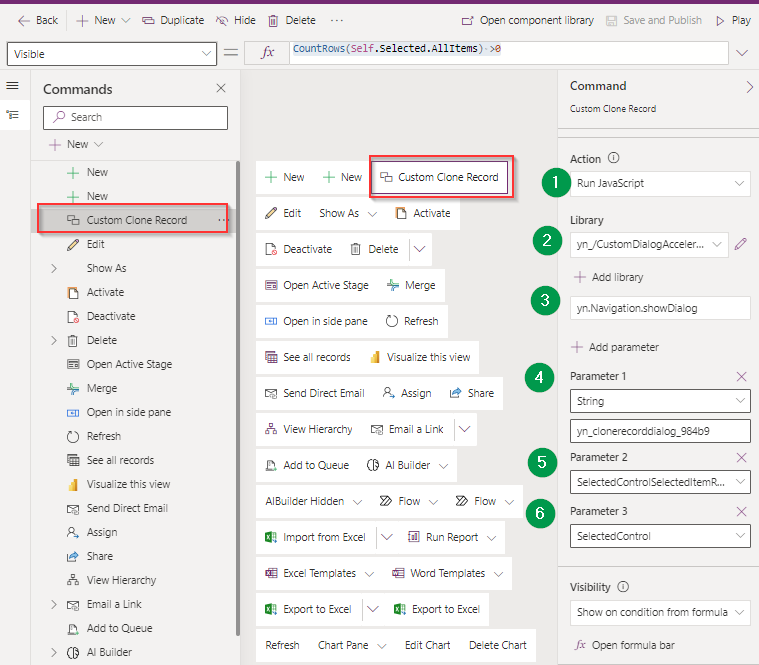 Back New Duplicate Hide Delete ··· Open component library Save and Publish Play
Visible = fx CountRows(Self.Selected.AllItems) >0
Commands
Search
New
New
New
Custom Clone Record ···
Edit
Show As
Activate
Deactivate
Delete
Open Active Stage
Merge
Open in side pane
Refresh
See all records
Visualize this view
Send Direct Email
Assign
Share
View Hierarchy
Email a Link
Add to Queue
AI Builder
New New Custom Clone Record
Edit Show As Activate
Deactivate Delete
Open Active Stage Merge
Open in side pane Refresh
See all records Visualize this view
Send Direct Email Assign Share
View Hierarchy Email a Link
Add to Queue AI Builder
AIBuilder Hidden Flow Flow
Import from Excel Run Report
Excel Templates Word Templates
Export to Excel Export to Excel
Refresh Chart Pane Edit Chart Delete Chart
Command
Custom Clone Record
Action
1 Run JavaScript
Library
2 yn_/CustomDialogAcceler...
Add library
3 yn.Navigation.showDialog
Add parameter
4 Parameter 1
String
yn_clonerecorddialog_984b9
5 Parameter 2
SelectedControlSelectedItemR...
6 Parameter 3
SelectedControl
Visibility
Show on condition from formula
fx Open formula bar